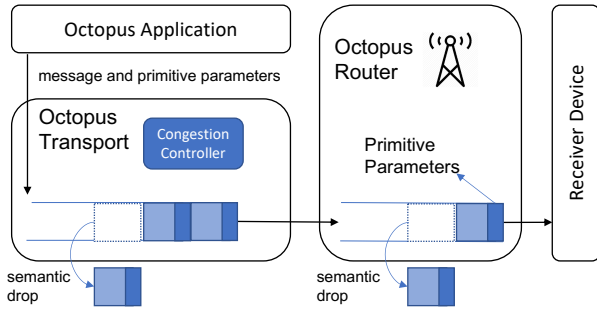 Octopus Application
message and primitive parameters
Octopus
Transport
Congestion
Controller
semantic
drop
Octopus
Router
Primitive
Parameters
semantic
drop
Receiver Device